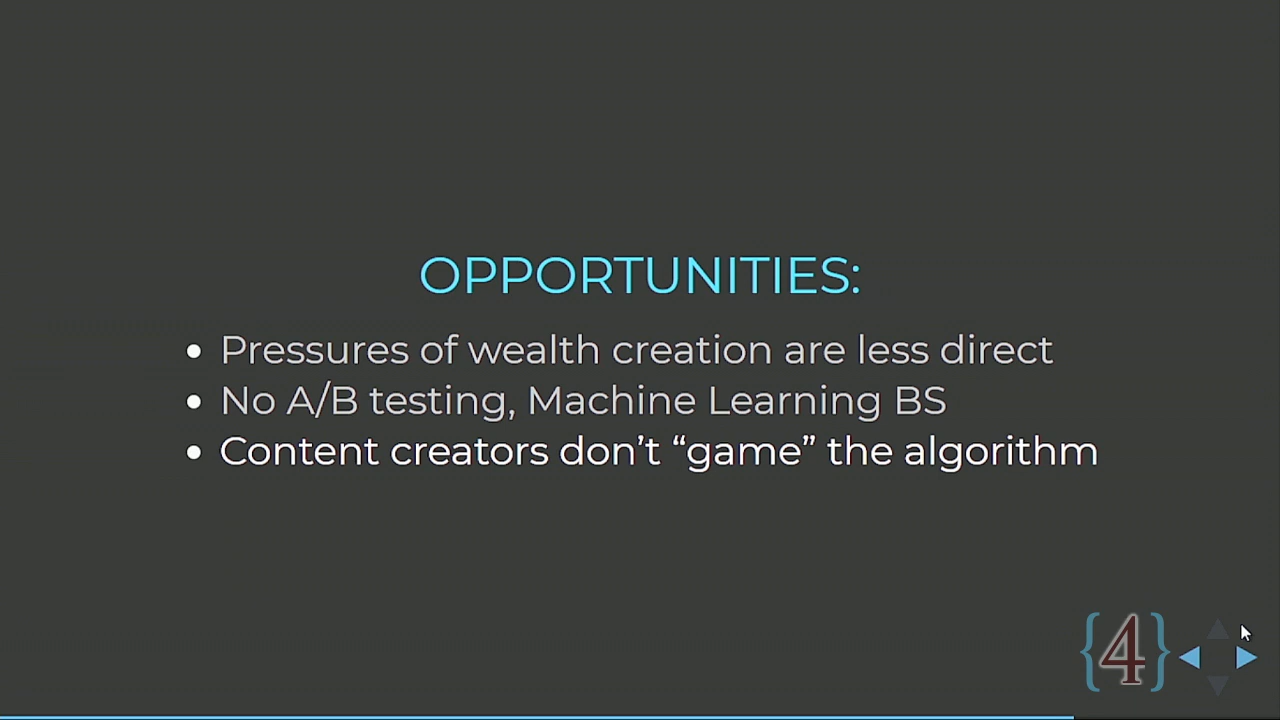 OPPORTUNITIES:
Pressures of wealth creation are less direct
No A/B testing, Machine Learning BS
Content creators don’t “game” the algorithm
{4}